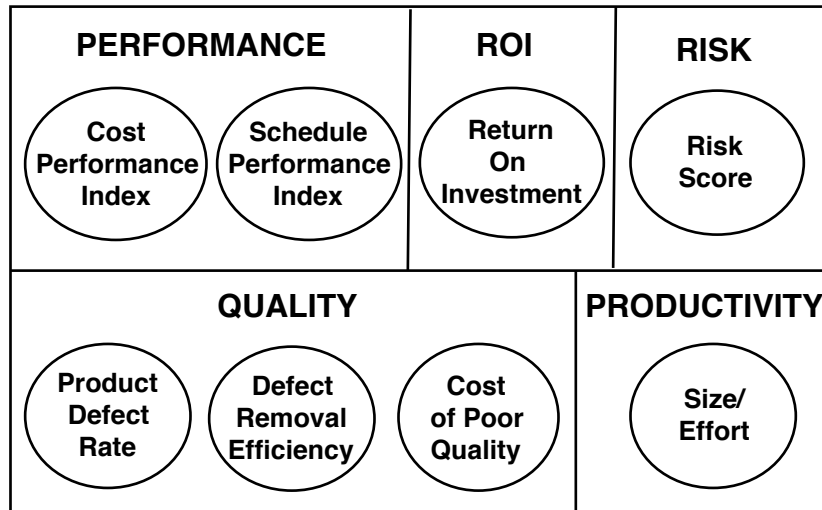 PERFORMANCE
Cost
Performance
Index
Schedule
Performance
Index
ROI
Return
On
Investment
RISK
Risk
Score
QUALITY
Product
Defect
Rate
Defect
Removal
Efficiency
Cost
of Poor
Quality
PRODUCTIVITY
Size/
Effort